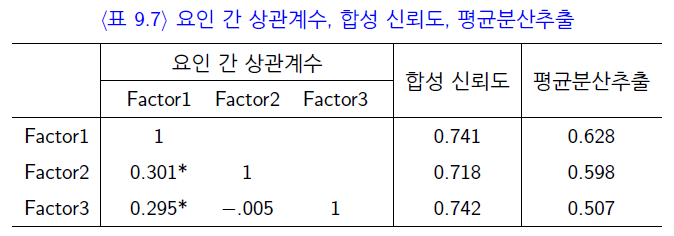 ⟨표 9.7⟩ 요인 간 상관계수, 합성 신뢰도, 평균분산추출
요인 간 상관계수 합성 신뢰도 평균분산추출
Factor1 Factor2 Factor3
Factor1 1 0.741 0.628
Factor2 0.301* 1 0.718 0.598
Factor3 0.295* −.005 1 0.742 0.507